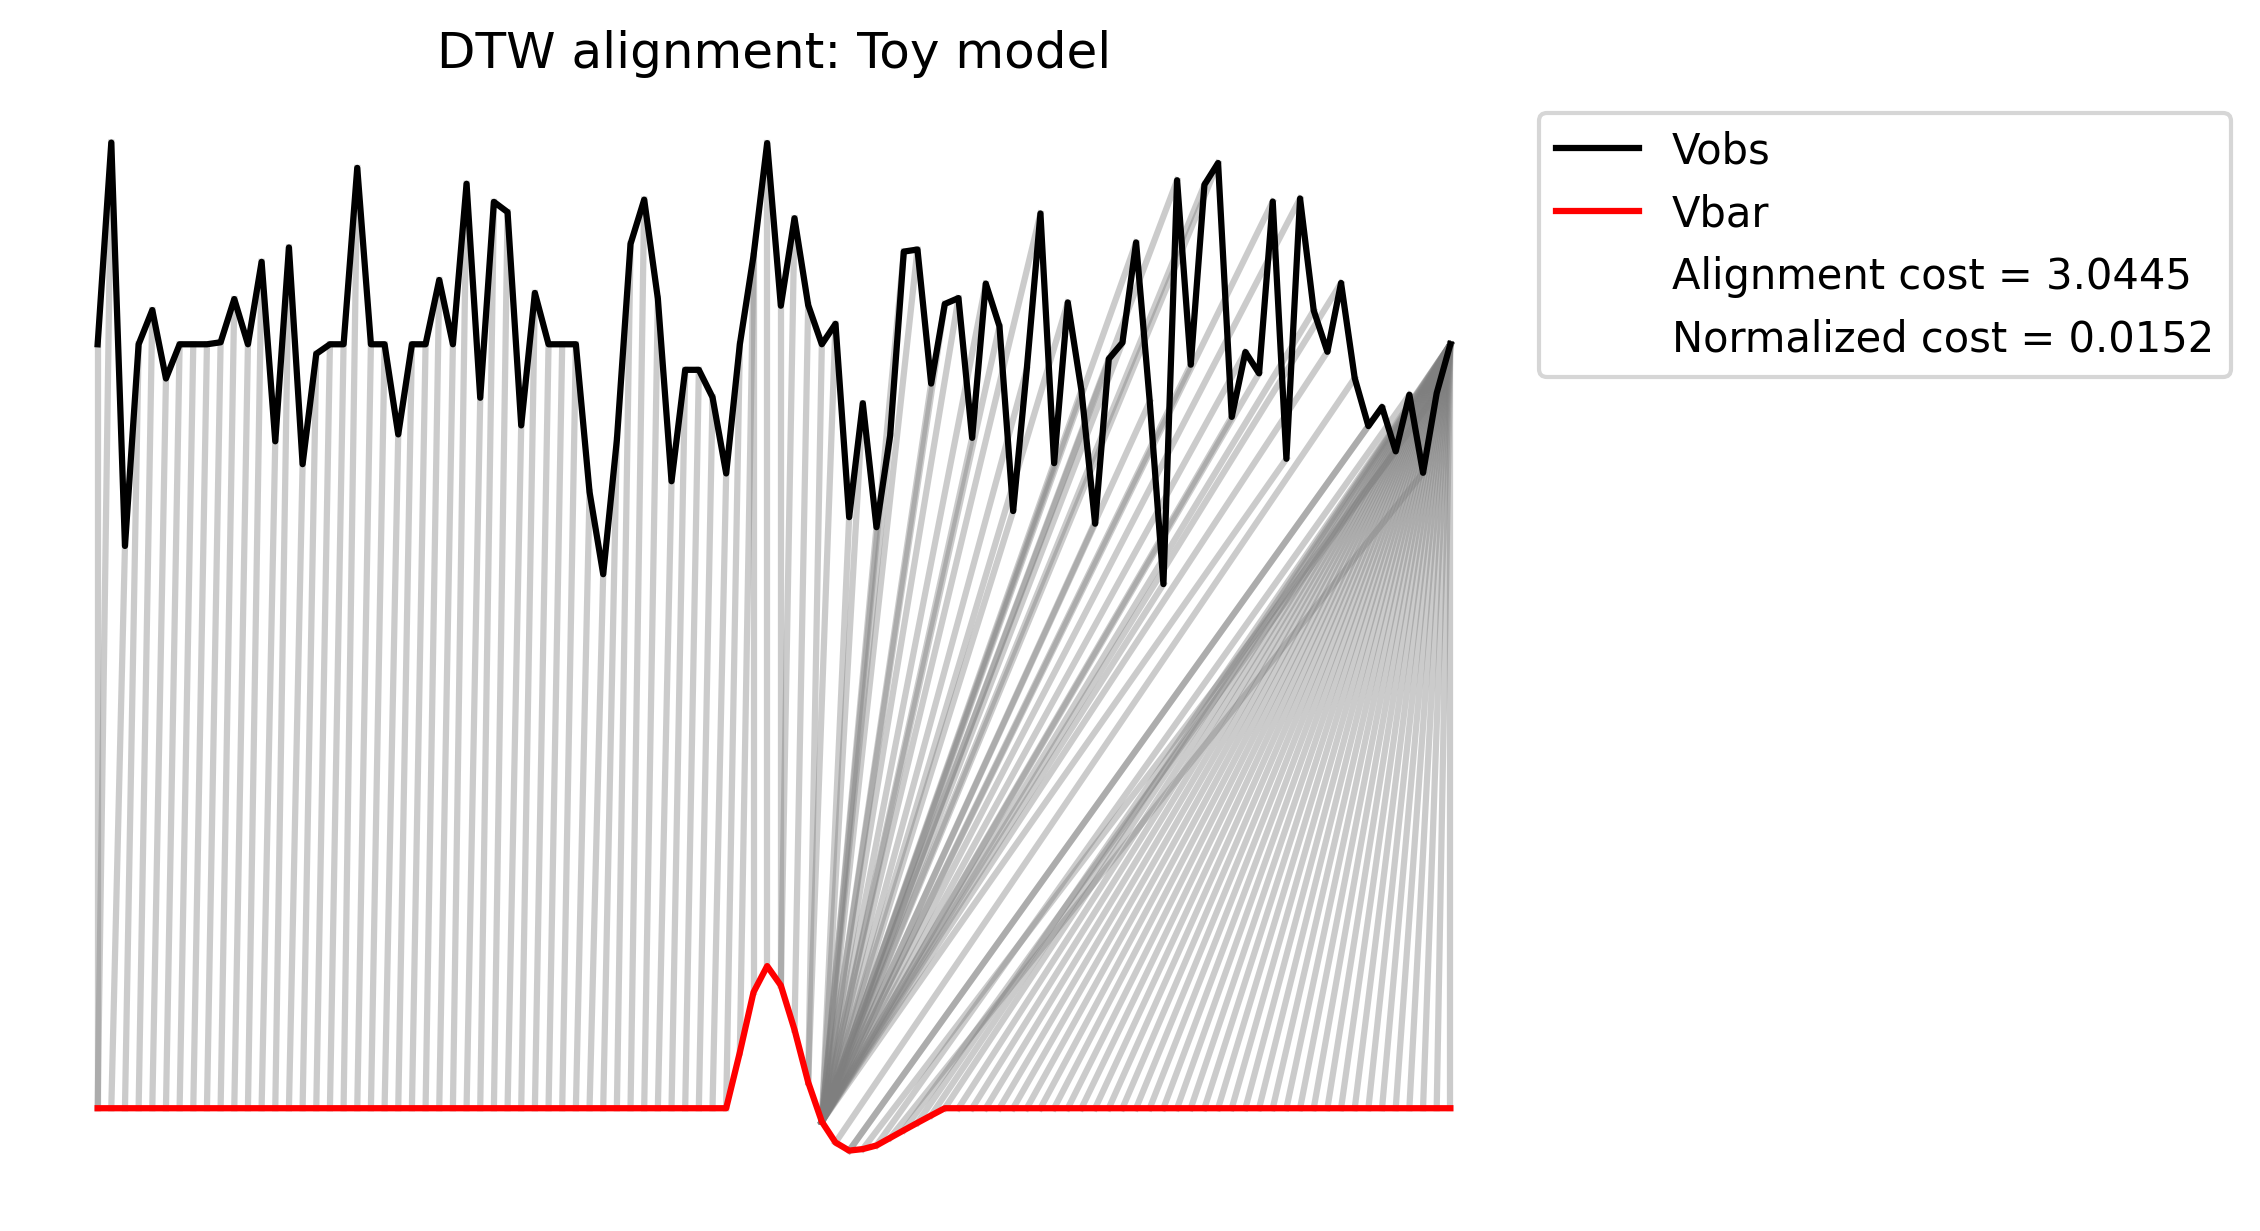 DTW alignment: Toy model
Vobs
Vbar
Alignment cost = 3.0445
Normalized cost = 0.0152